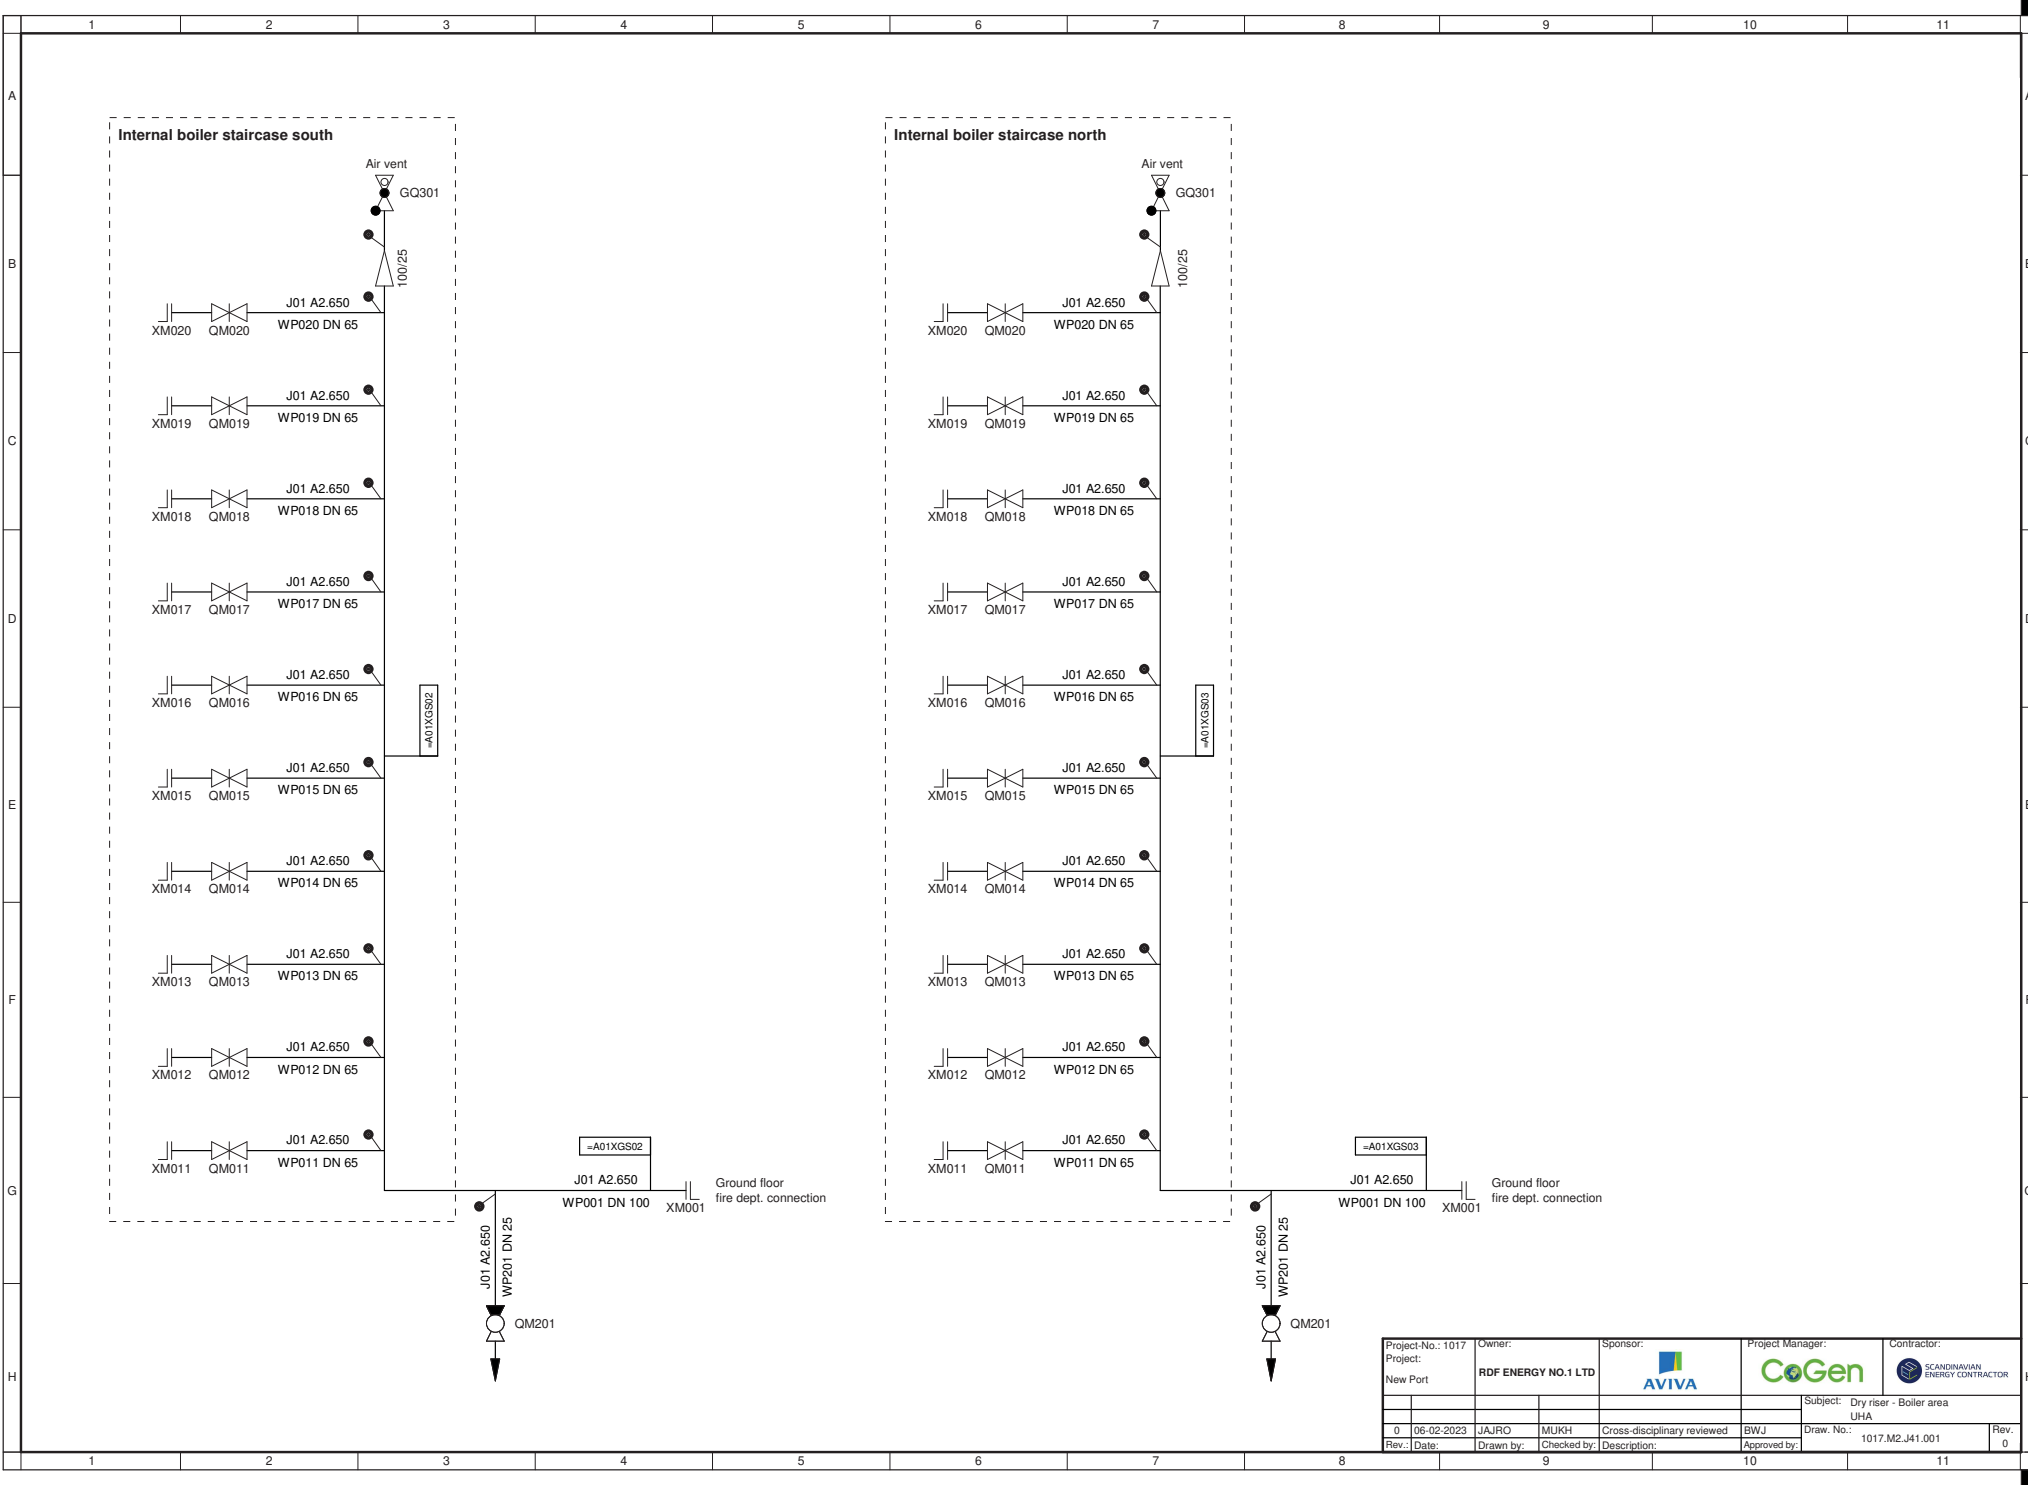 1 2 3 4 5 6 7 8 9 10 11
A
B
C
D
E
F
G
H
Internal boiler staircase south
Air vent
GQ301
100/25
J01 A2.650
XM020 QM020 WP020 DN 65
J01 A2.650
XM019 QM019 WP019 DN 65
J01 A2.650
XM018 QM018 WP018 DN 65
J01 A2.650
XM017 QM017 WP017 DN 65
J01 A2.650
XM016 QM016 WP016 DN 65
=A01XGS02
J01 A2.650
XM015 QM015 WP015 DN 65
J01 A2.650
XM014 QM014 WP014 DN 65
J01 A2.650
XM013 QM013 WP013 DN 65
J01 A2.650
XM012 QM012 WP012 DN 65
J01 A2.650
XM011 QM011 WP011 DN 65
=A01XGS02
J01 A2.650
WP001 DN 100
XM001
Ground floor
fire dept. connection
J01 A2.650
WP201 DN 25
QM201
Internal boiler staircase north
Air vent
GQ301
100/25
J01 A2.650
XM020 QM020 WP020 DN 65
J01 A2.650
XM019 QM019 WP019 DN 65
J01 A2.650
XM018 QM018 WP018 DN 65
J01 A2.650
XM017 QM017 WP017 DN 65
J01 A2.650
XM016 QM016 WP016 DN 65
=A01XGS03
J01 A2.650
XM015 QM015 WP015 DN 65
J01 A2.650
XM014 QM014 WP014 DN 65
J01 A2.650
XM013 QM013 WP013 DN 65
J01 A2.650
XM012 QM012 WP012 DN 65
J01 A2.650
XM011 QM011 WP011 DN 65
=A01XGS03
J01 A2.650
WP001 DN 100
XM001
Ground floor
fire dept. connection
J01 A2.650
WP201 DN 25
QM201
Project-No.: 1017
Project:
New Port
Owner:
RDF ENERGY NO.1 LTD
Sponsor:
AVIVA
Project Manager:
CoGen
Contractor:
SCANDINAVIAN
ENERGY CONTRACTOR
Subject: Dry riser - Boiler area
UHA
0 06-02-2023 JAJRO MUKH Cross-disciplinary reviewed BWJ
Rev.: Date: Drawn by: Checked by: Description: Approved by:
Draw. No.: 1017.M2.J41.001
Rev.
0
1 2 3 4 5 6 7 8 9 10 11